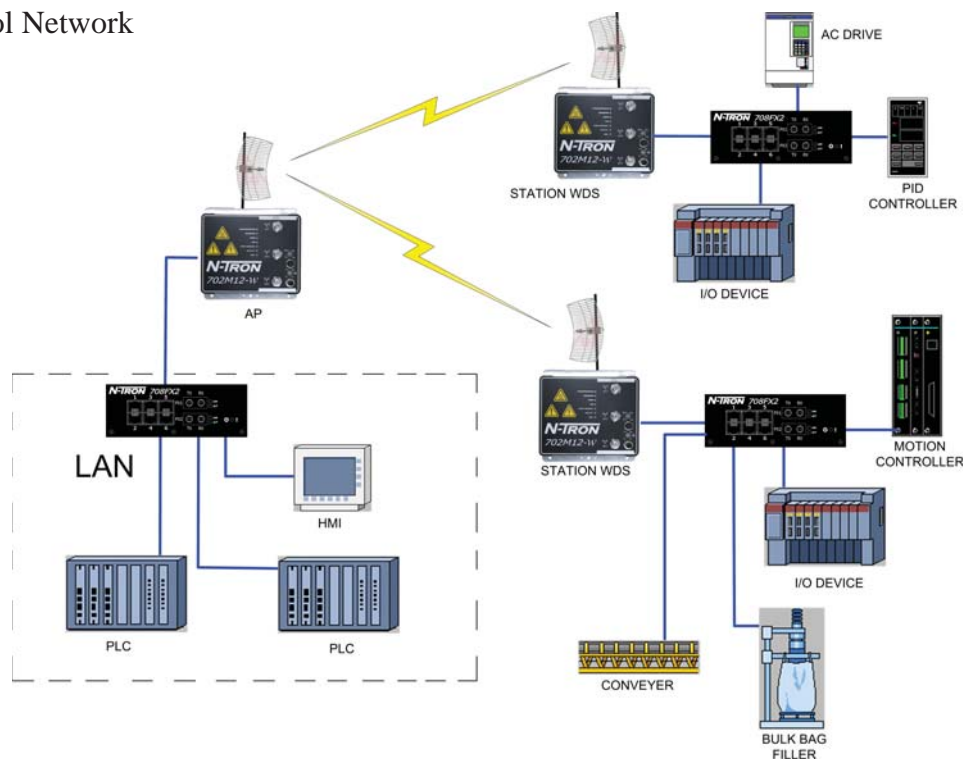 ol Network
AC DRIVE
N-TRON 708FX2
PID
CONTROLLER
N-TRON
702M12-W
STATION WDS
I/O DEVICE
N-TRON
702M12-W
AP
N-TRON 708FX2
LAN
HMI
PLC
PLC
N-TRON
702M12-W
STATION WDS
N-TRON 708FX2
MOTION
CONTROLLER
I/O DEVICE
CONVEYER
BULK BAG
FILLER